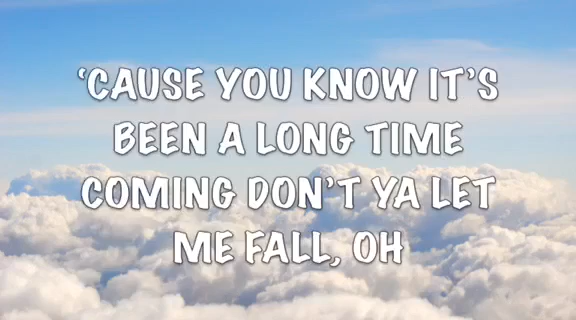 ‘CAUSE YOU KNOW IT’S
BEEN A LONG TIME
COMING DON’T YA LET
ME FALL, OH